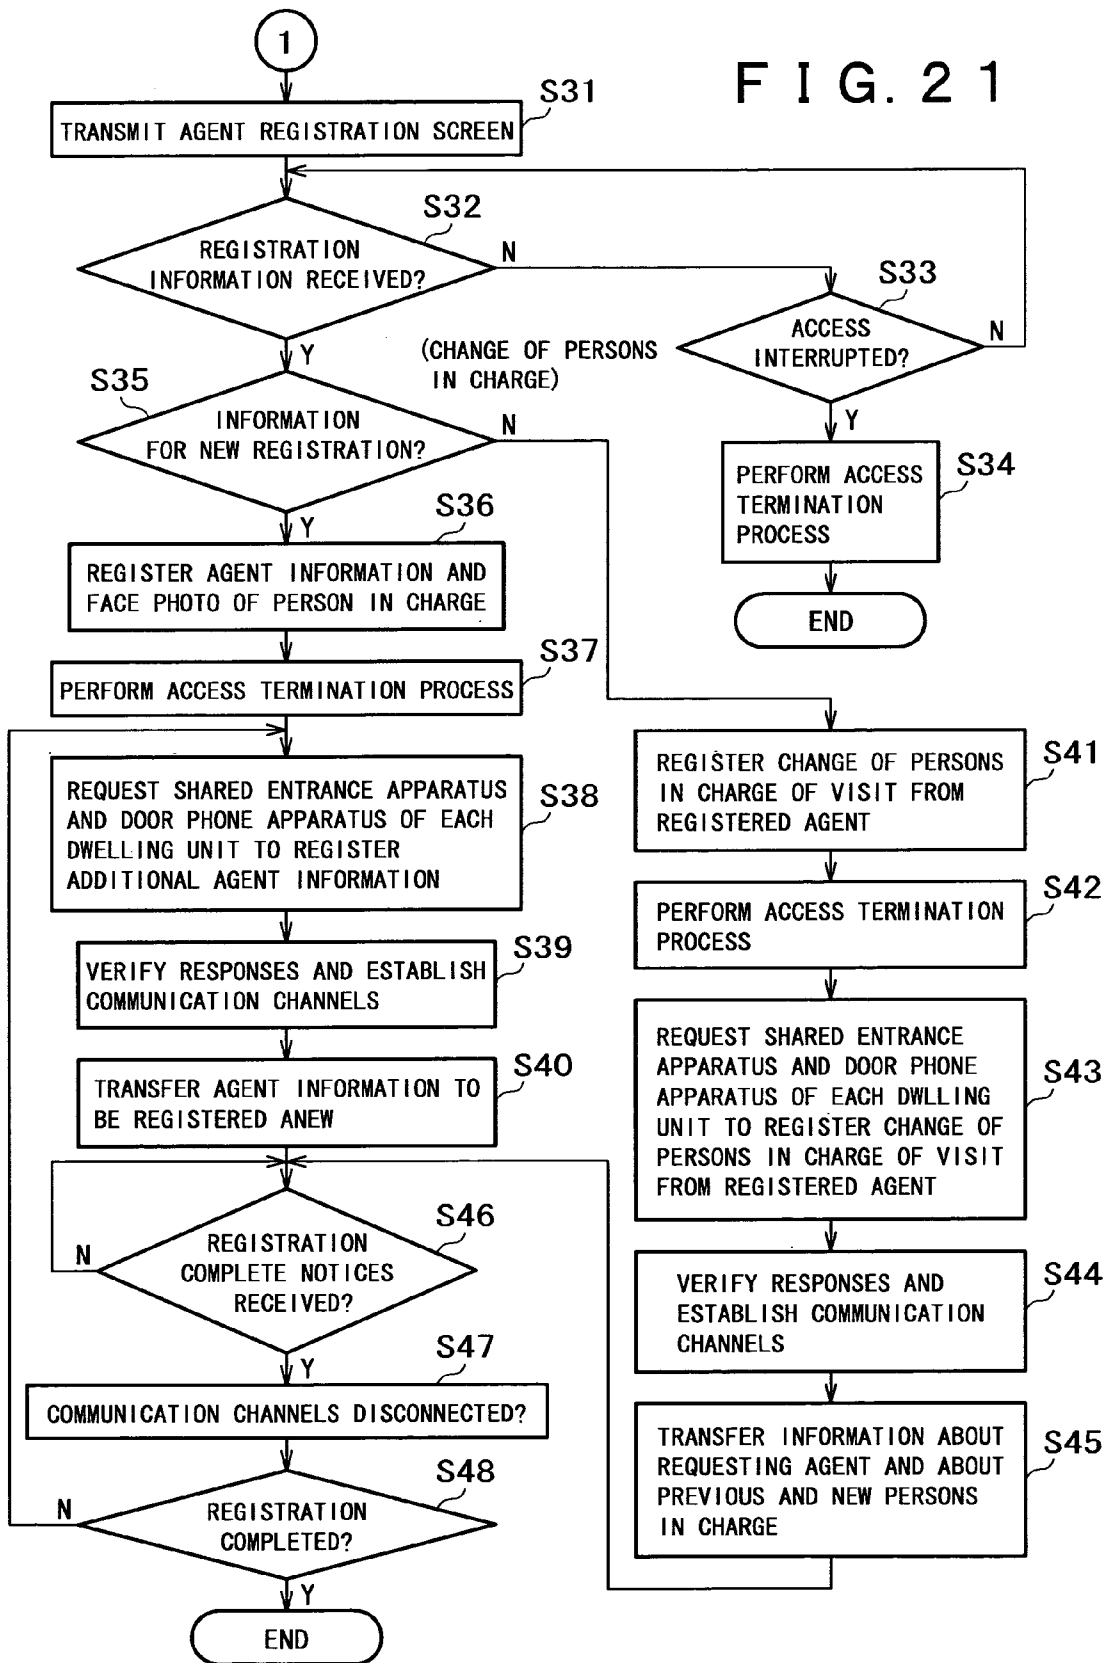 1
FIG. 21
S31
TRANSMIT AGENT REGISTRATION SCREEN
S32
REGISTRATION
INFORMATION RECEIVED?
N
Y
S33
ACCESS
INTERRUPTED?
N
Y
(CHANGE OF PERSONS
IN CHARGE)
S34
PERFORM ACCESS
TERMINATION
PROCESS
END
S35
INFORMATION
FOR NEW REGISTRATION?
N
Y
S36
REGISTER AGENT INFORMATION AND
FACE PHOTO OF PERSON IN CHARGE
S37
PERFORM ACCESS TERMINATION PROCESS
S38
REQUEST SHARED ENTRANCE APPARATUS
AND DOOR PHONE APPARATUS OF EACH
DWELLING UNIT TO REGISTER
ADDITIONAL AGENT INFORMATION
S39
VERIFY RESPONSES AND ESTABLISH
COMMUNICATION CHANNELS
S40
TRANSFER AGENT INFORMATION TO
BE REGISTERED ANEW
S41
REGISTER CHANGE OF PERSONS
IN CHARGE OF VISIT FROM
REGISTERED AGENT
S42
PERFORM ACCESS TERMINATION
PROCESS
S43
REQUEST SHARED ENTRANCE
APPARATUS AND DOOR PHONE
APPARATUS OF EACH DWLLING
UNIT TO REGISTER CHANGE OF
PERSONS IN CHARGE OF VISIT
FROM REGISTERED AGENT
S44
VERIFY RESPONSES AND
ESTABLISH COMMUNICATION
CHANNELS
S45
TRANSFER INFORMATION ABOUT
REQUESTING AGENT AND ABOUT
PREVIOUS AND NEW PERSONS
IN CHARGE
S46
REGISTRATION
COMPLETE NOTICES
RECEIVED?
N
Y
S47
COMMUNICATION CHANNELS DISCONNECTED?
S48
REGISTRATION
COMPLETED?
N
Y
END